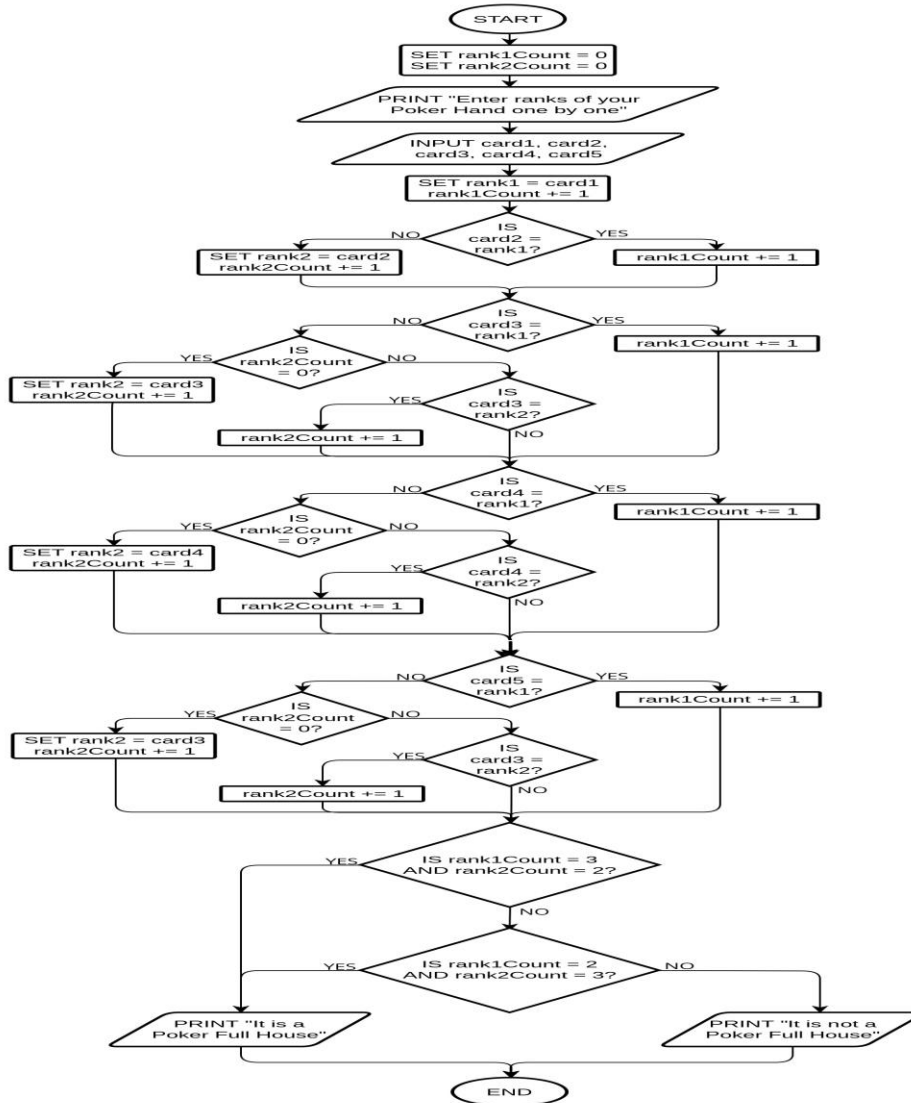 START
SET rank1Count = 0
SET rank2Count = 0
PRINT "Enter ranks of your
Poker Hand one by one"
INPUT card1, card2,
card3, card4, card5
SET rank1 = card1
rank1Count += 1
IS
card2 =
rank1?
NO
YES
SET rank2 = card2
rank2Count += 1
rank1Count += 1
IS
card3 =
rank1?
NO
YES
rank1Count += 1
IS
rank2Count
= 0?
YES
NO
SET rank2 = card3
rank2Count += 1
IS
card3 =
rank2?
YES
NO
rank2Count += 1
IS
card4 =
rank1?
NO
YES
rank1Count += 1
IS
rank2Count
= 0?
YES
NO
SET rank2 = card4
rank2Count += 1
IS
card4 =
rank2?
YES
NO
rank2Count += 1
IS
card5 =
rank1?
NO
YES
rank1Count += 1
IS
rank2Count
= 0?
YES
NO
SET rank2 = card3
rank2Count += 1
IS
card3 =
rank2?
YES
NO
rank2Count += 1
IS rank1Count = 3
AND rank2Count = 2?
YES
NO
IS rank1Count = 2
AND rank2Count = 3?
YES
NO
PRINT "It is a
Poker Full House"
PRINT "It is not a
Poker Full House"
END